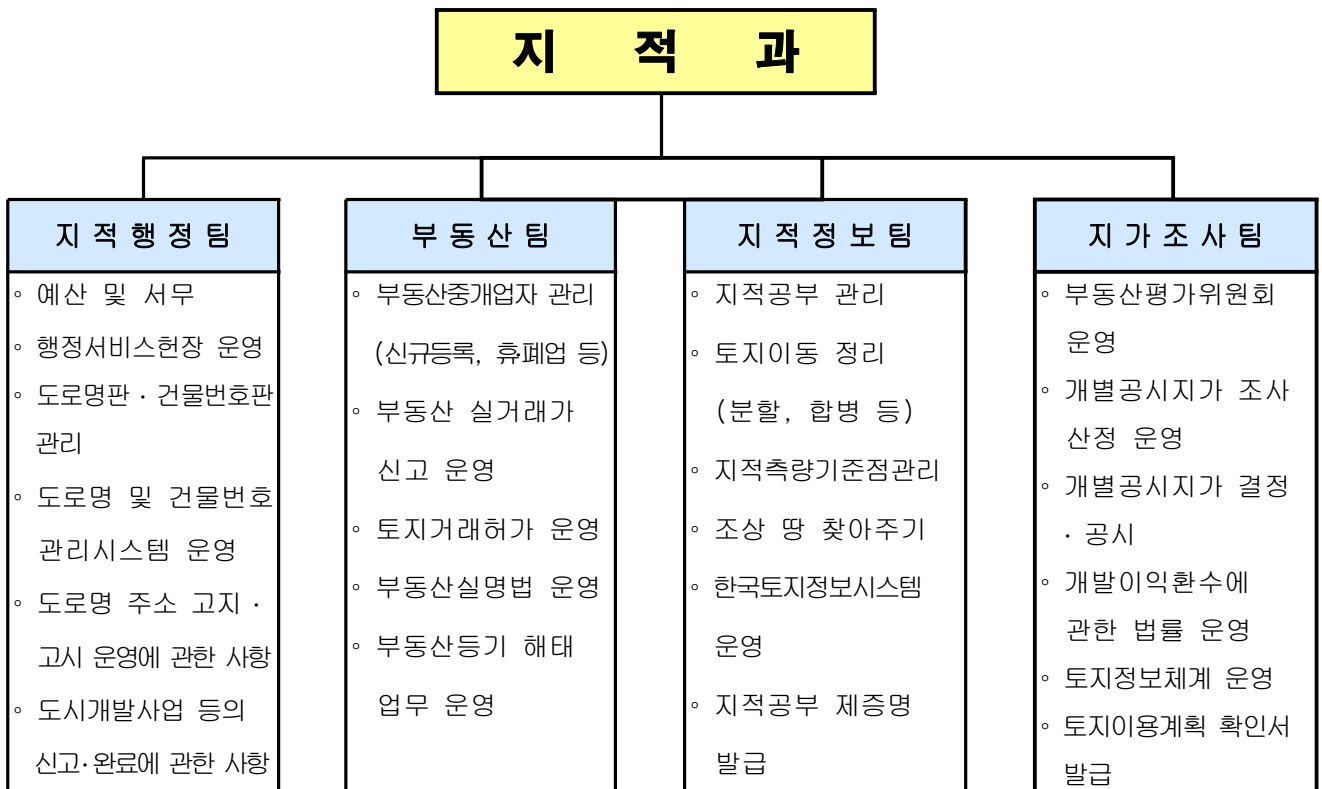 지 적 과
지적행정팀
◦ 예산 및 서무
◦ 행정서비스헌장 운영
◦ 도로명판·건물번호판
관리
◦ 도로명 및 건물번호
관리시스템 운영
◦ 도로명 주소 고지·
고시 운영에 관한 사항
◦ 도시개발사업 등의
신고·완료에 관한 사항
부동산팀
◦ 부동산중개업자 관리
(신규등록, 휴폐업 등)
◦ 부동산 실거래가
신고 운영
◦ 토지거래허가 운영
◦ 부동산실명법 운영
◦ 부동산등기 해태
업무 운영
지적정보팀
◦ 지적공부 관리
◦ 토지이동 정리
(분할, 합병 등)
◦ 지적측량기준점관리
◦ 조상 땅 찾아주기
◦ 한국토지정보시스템
운영
◦ 지적공부 제증명
발급
지가조사팀
◦ 부동산평가위원회
운영
◦ 개별공시지가 조사
산정 운영
◦ 개별공시지가 결정
·공시
◦ 개발이익환수에
관한 법률 운영
◦ 토지정보체계 운영
◦ 토지이용계획 확인서
발급